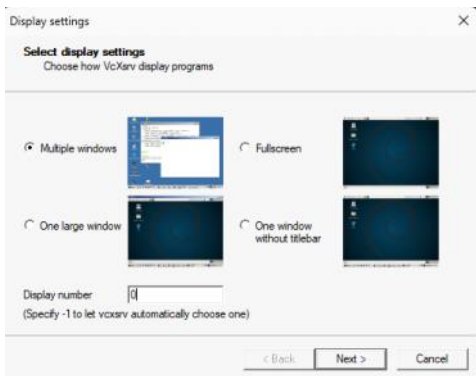 Display settings
Select display settings
Choose how VcXsrv display programs
Multiple windows
Fullscreen
One large window
One window
without titlebar
Display number 0
(Specify -1 to let vcxsrv automatically choose one)
< Back Next > Cancel